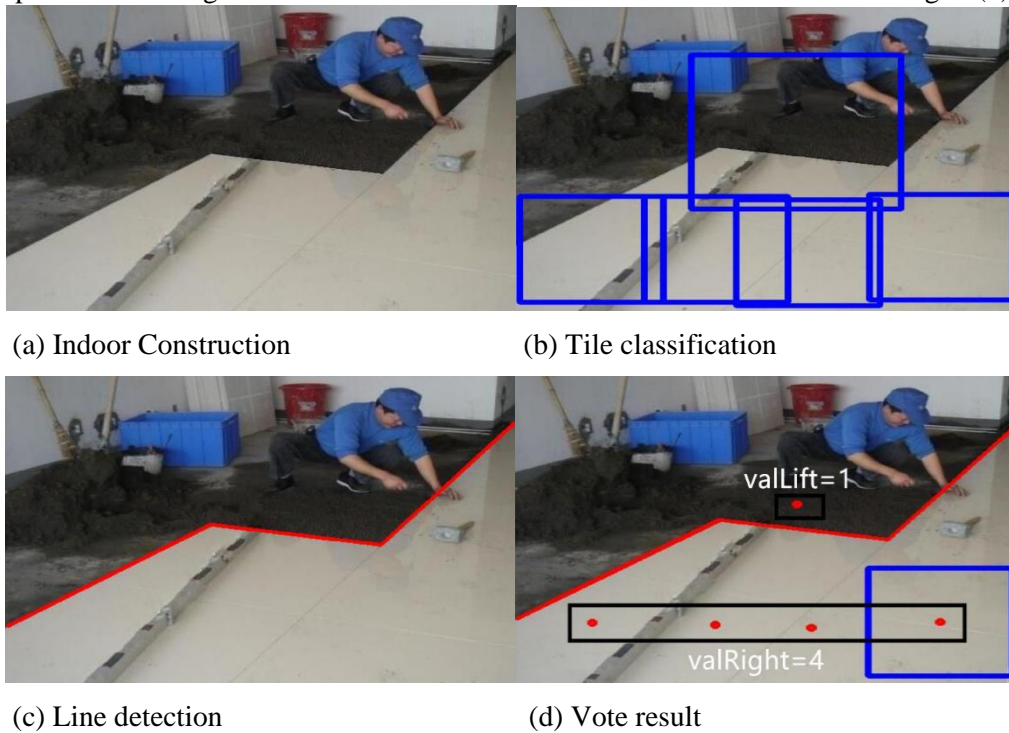 (a) Indoor Construction
(b) Tile classification
valLift=1
valRight=4
(c) Line detection
(d) Vote result